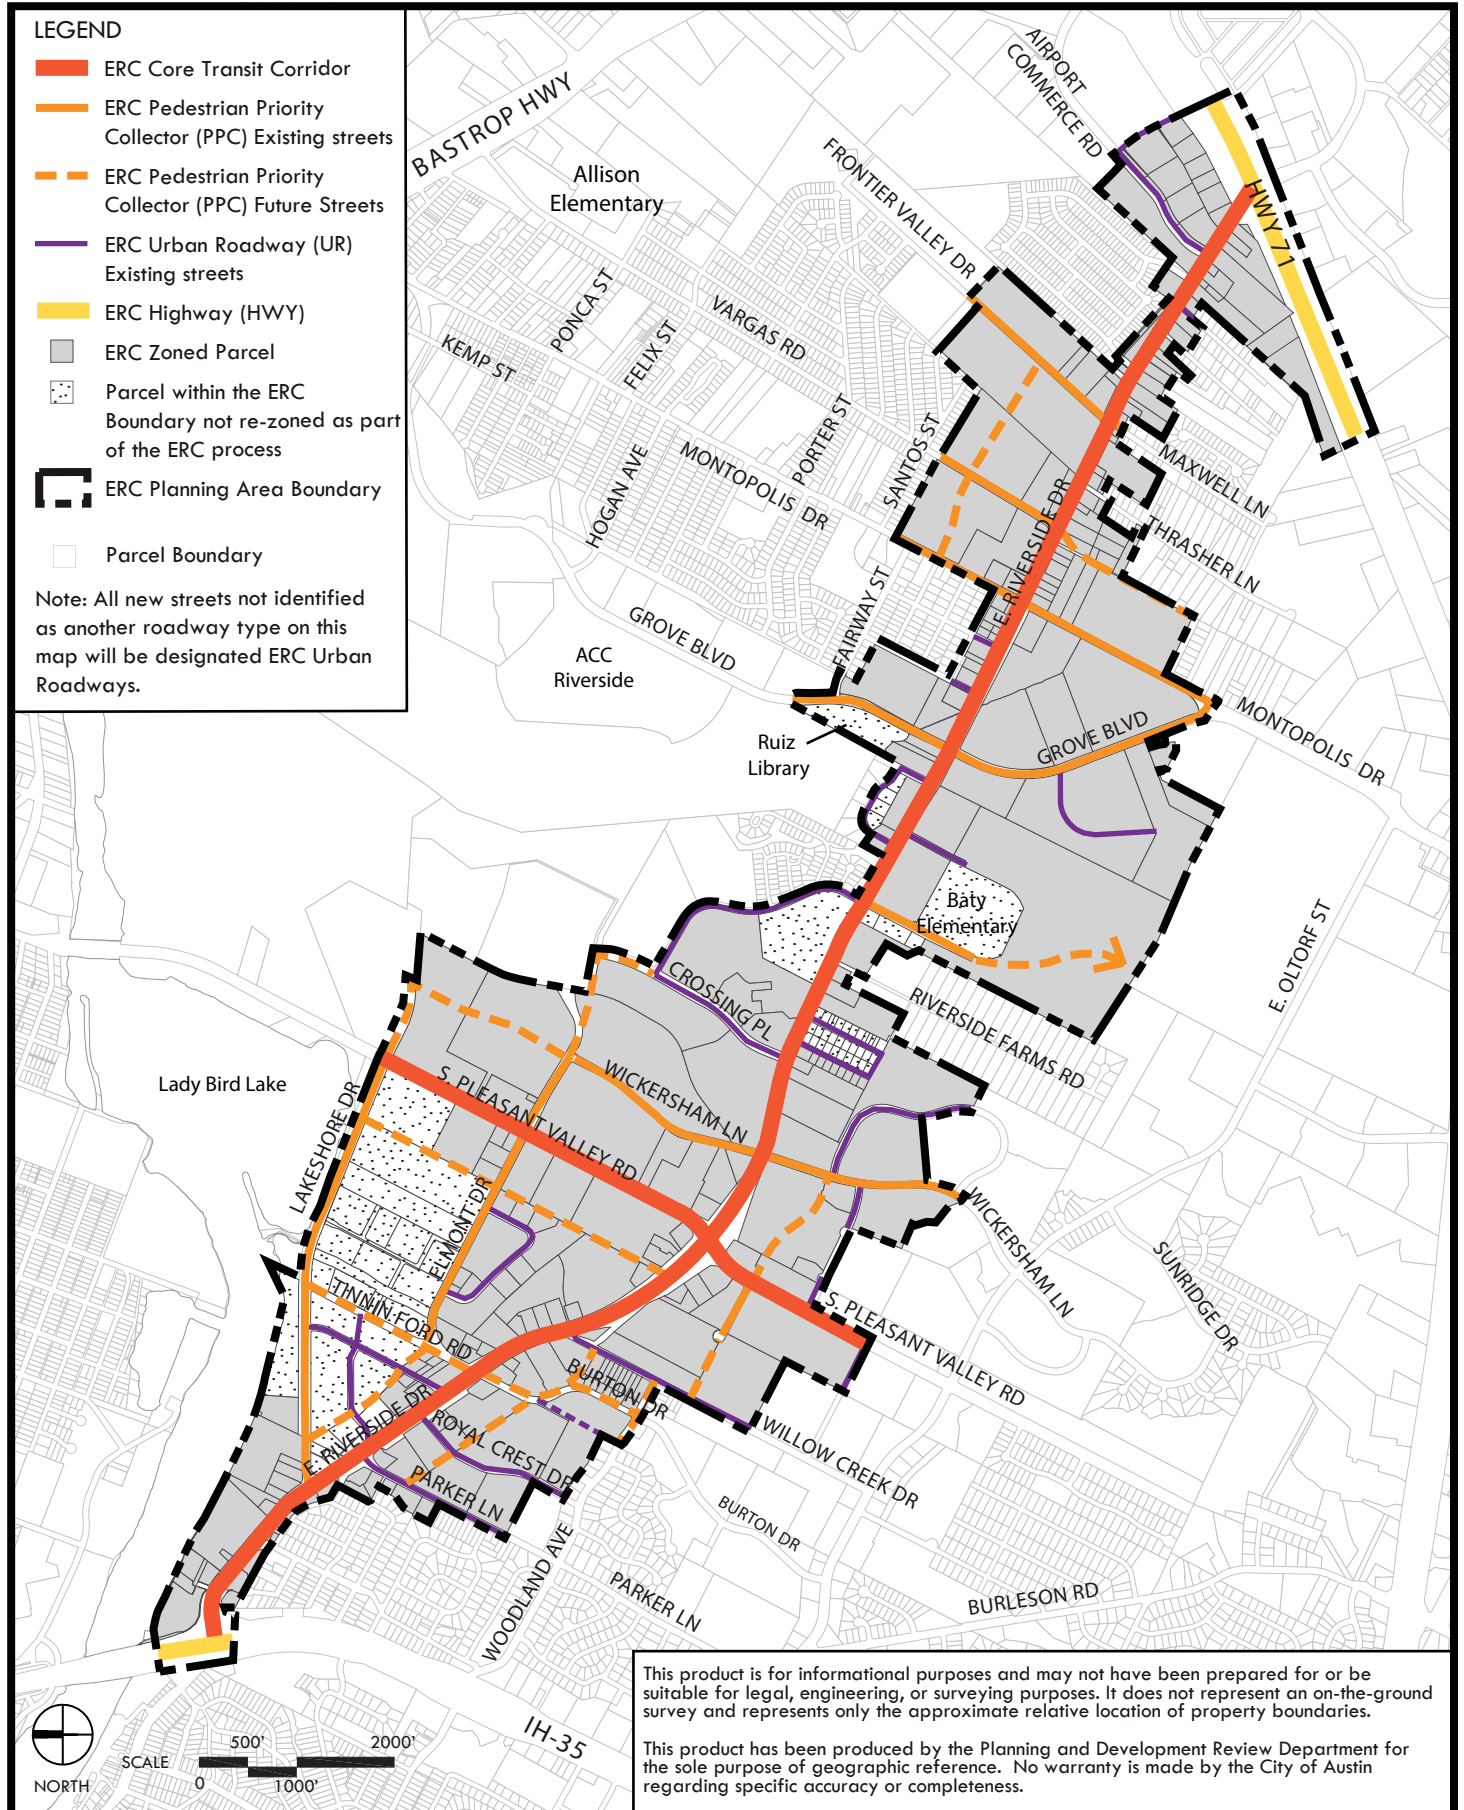 LEGEND
ERC Core Transit Corridor
ERC Pedestrian Priority
Collector (PPC) Existing streets
ERC Pedestrian Priority
Collector (PPC) Future Streets
ERC Urban Roadway (UR)
Existing streets
ERC Highway (HWY)
ERC Zoned Parcel
Parcel within the ERC
Boundary not re-zoned as part
of the ERC process
ERC Planning Area Boundary
Parcel Boundary
Note: All new streets not identified
as another roadway type on this
map will be designated ERC Urban
Roadways.
AIRPORT
COMMERCE RD
BASTROP HWY
FRONTIER VALLEY DR
Allison
Elementary
HWY 71
PONCA ST
VARGAS RD
FELIX ST
KEMP ST
PORTER ST
SANTOS ST
MONTOPOLIS DR
HOGAN AVE
MAXWELL LN
THRASHER LN
E. RIVERSIDE DR
FAIRWAY ST
GROVE BLVD
ACC
Riverside
Ruiz
Library
GROVE BLVD
MONTOPOLIS DR
Baty
Elementary
E. OLTORF ST
CROSSING PL
RIVERSIDE FARMS RD
Lady Bird Lake
LAKESHORE DR
S. PLEASANT VALLEY RD
WICKERSHAM LN
ELMONT DR
WICKERSHAM LN
SUNRIDGE DR
TINNIN FORD RD
S. PLEASANT VALLEY RD
BURTON DR
E. RIVERSIDE DR
ROYAL CREST DR
PARKER LN
WILLOW CREEK DR
BURTON DR
WOODLAND AVE
PARKER LN
BURLESON RD
IH-35
NORTH
SCALE
500'
2000'
0
1000'
This product is for informational purposes and may not have been prepared for or be
suitable for legal, engineering, or surveying purposes. It does not represent an on-the-ground
survey and represents only the approximate relative location of property boundaries.
This product has been produced by the Planning and Development Review Department for
the sole purpose of geographic reference. No warranty is made by the City of Austin
regarding specific accuracy or completeness.